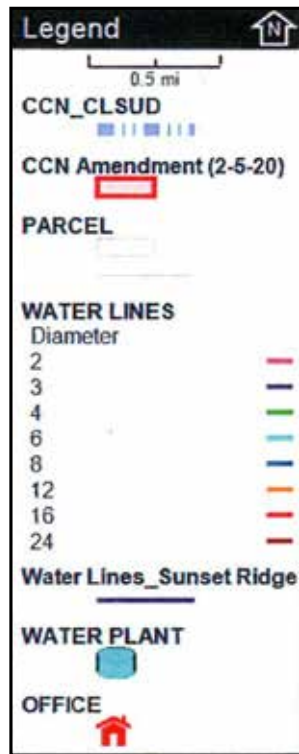 Legend N
0.5 mi
CCN_CLSUD
CCN Amendment (2-5-20)
PARCEL
WATER LINES
Diameter
2
3
4
6
8
12
16
24
Water Lines_Sunset Ridge
WATER PLANT
OFFICE